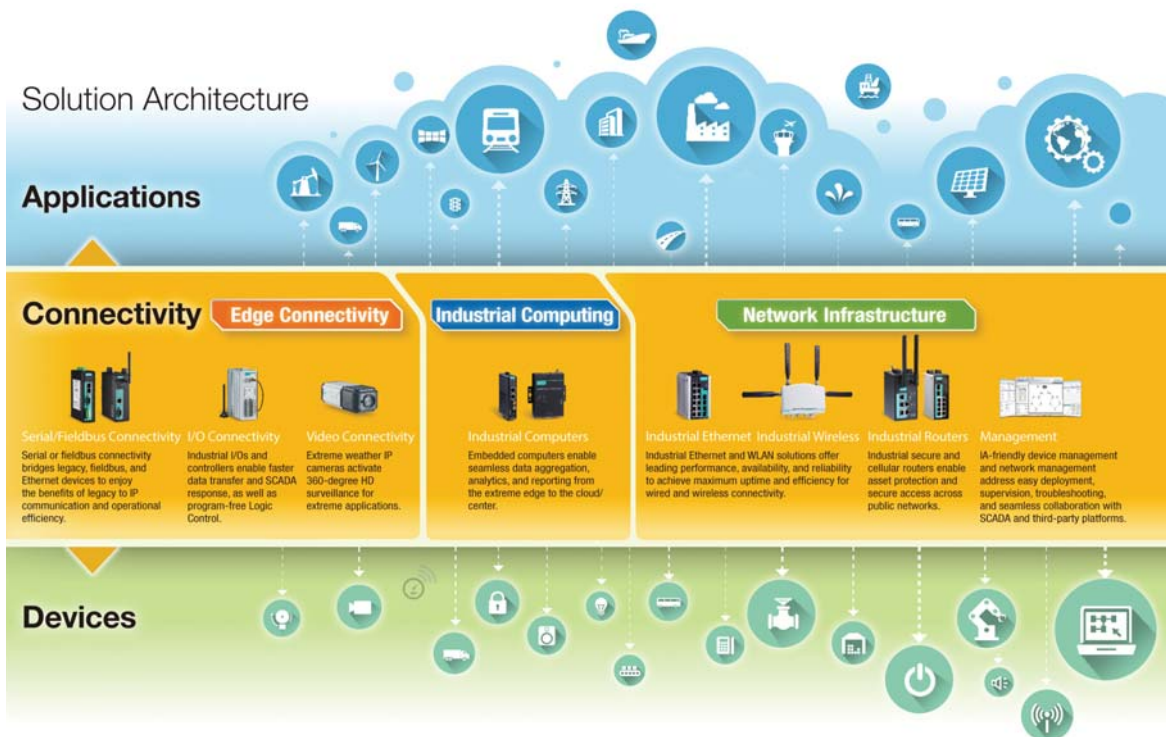 Solution Architecture
Applications
Connectivity
Edge Connectivity
Industrial Computing
Network Infrastructure
Serial/Fieldbus Connectivity
Serial or fieldbus connectivity
bridges legacy, fieldbus, and
Ethernet devices to enjoy
the benefits of legacy to IP
communication and operational
efficiency.
I/O Connectivity
Industrial I/Os and
controllers enable faster
data transfer and SCADA
response, as well as
program-free Logic
Control.
Video Connectivity
Extreme weather IP
cameras activate
360-degree HD
surveillance for
extreme applications.
Industrial Computers
Embedded computers enable
seamless data aggregation,
analytics, and reporting from
the extreme edge to the cloud/
center.
Industrial Ethernet
Industrial Wireless
Industrial Ethernet and WLAN solutions offer
leading performance, availability, and reliability
to achieve maximum uptime and efficiency for
wired and wireless connectivity.
Industrial Routers
Industrial secure and
cellular routers enable
asset protection and
secure access across
public networks.
Management
IA-friendly device management
and network management
address easy deployment,
supervision, troubleshooting,
and seamless collaboration with
SCADA and third-party platforms.
Devices